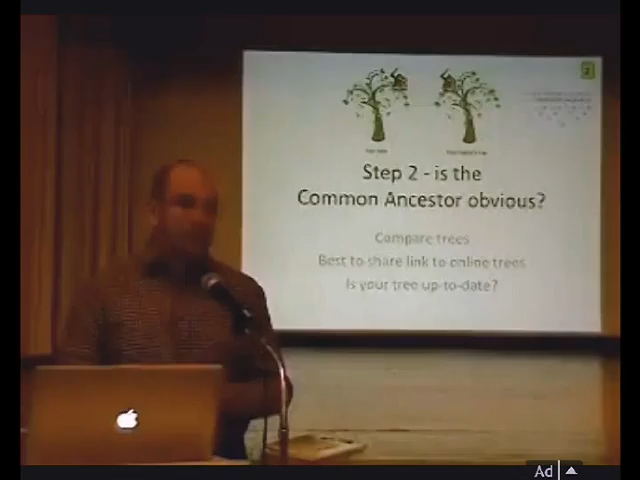 2
Step 2 - is the
Common Ancestor obvious?
Compare trees
Best to share link to online trees
Is your tree up-to-date?
Ad